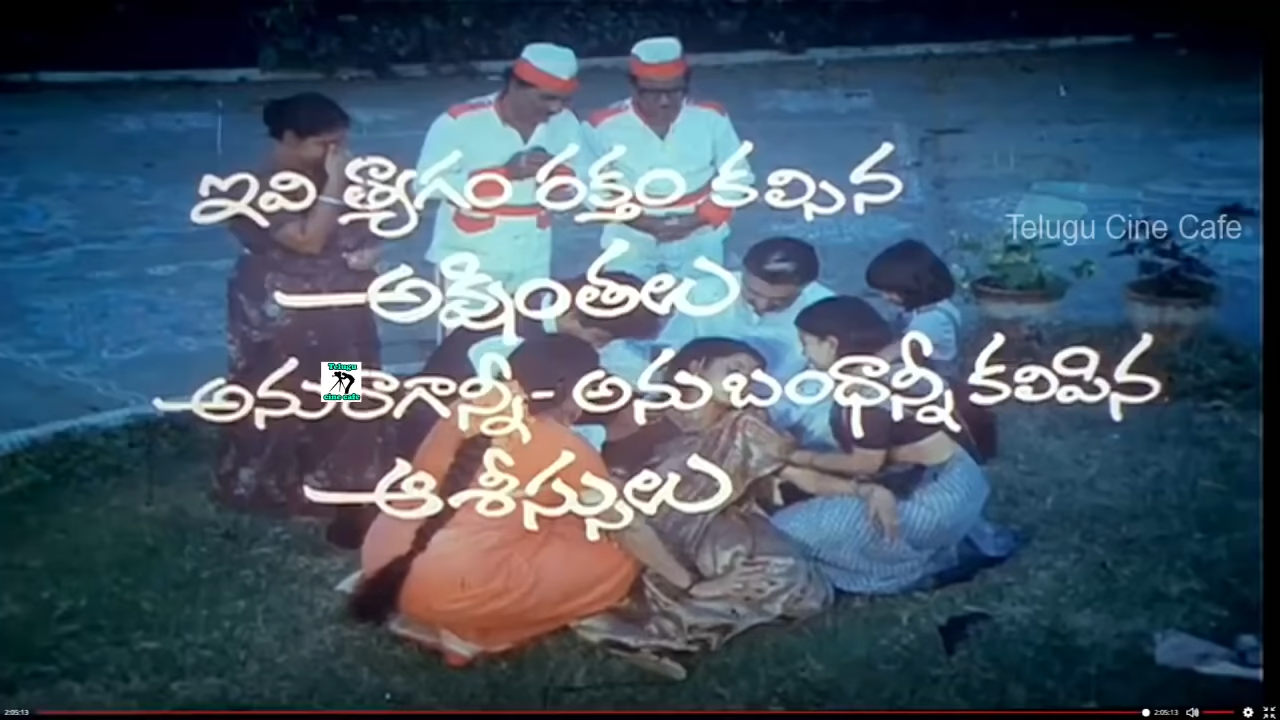 ఇవి త్యాగం రక్తం కల్సిన
Telugu Cine Cafe
అక్షింతలు
అనురాగాన్నీ - అనుబంధాన్నీ కలిపిన
Telugu
cine cafe
ఆశీస్సులు
2:05:13
2:05:13